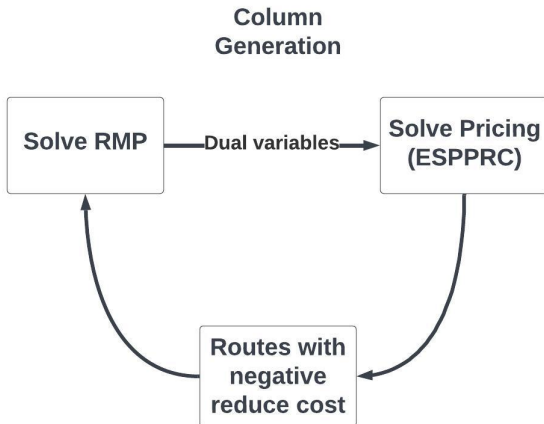 Column
Generation
Solve RMP
Dual variables
Solve Pricing
(ESPPRC)
Routes with
negative
reduce cost